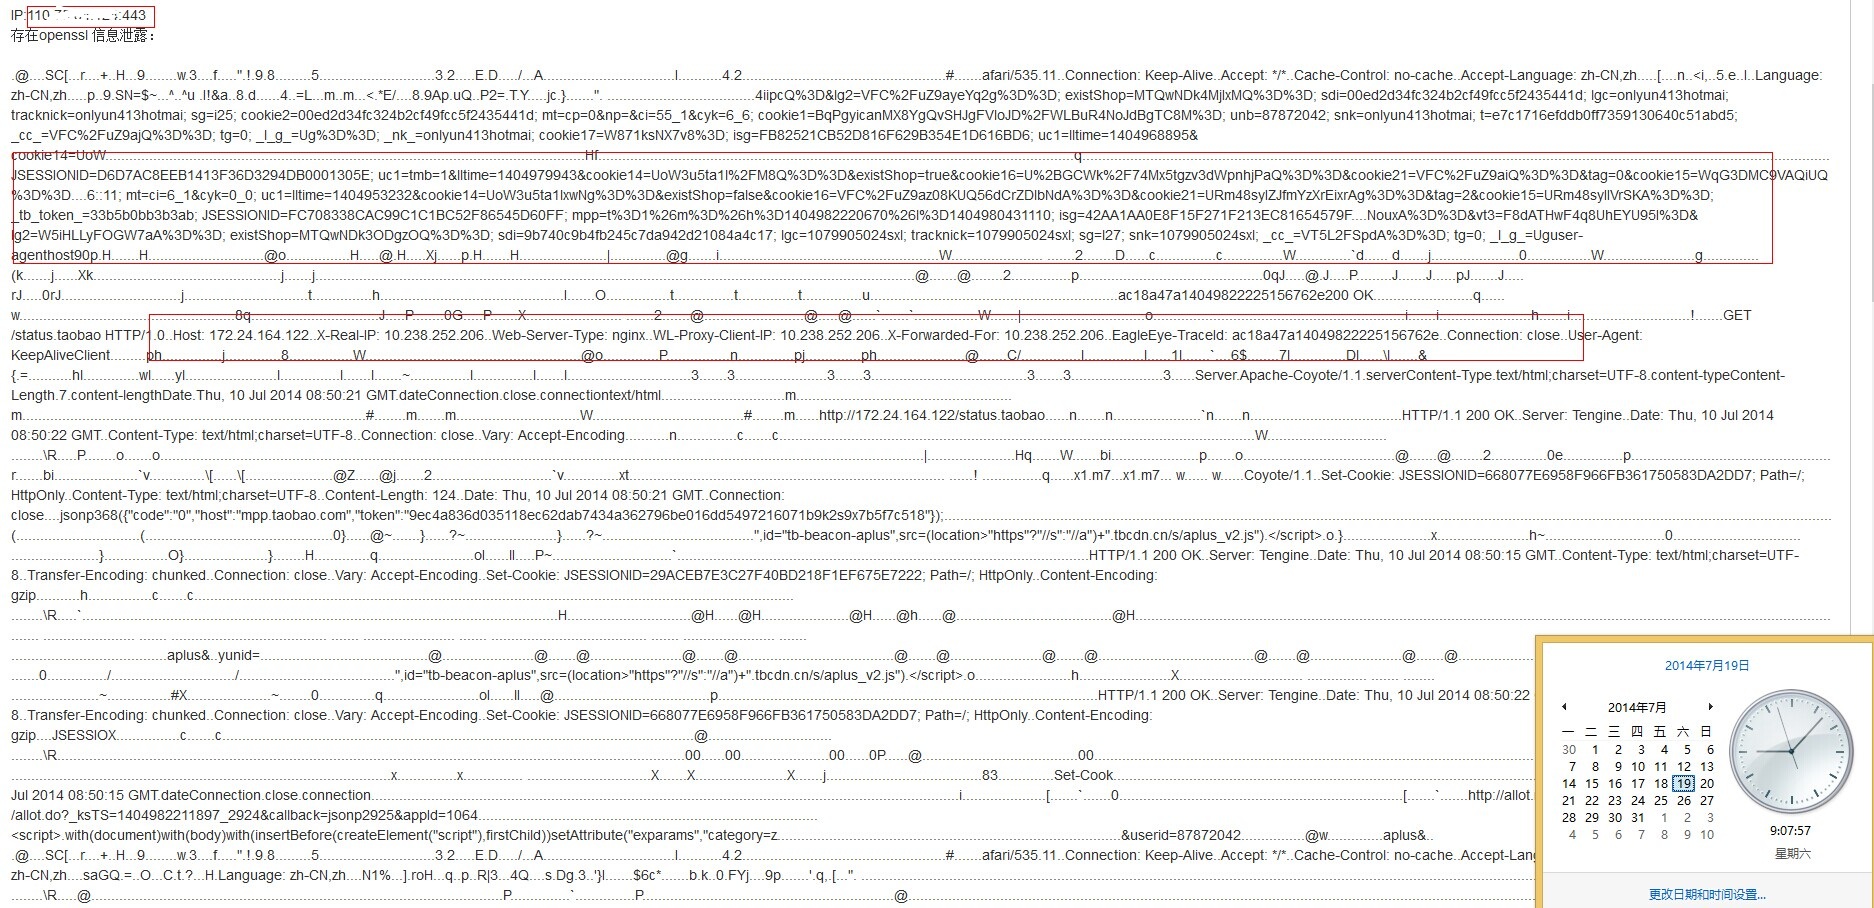 IP:110.:443
存在openssl 信息泄露：
.@....SC[...r....+..H...9.........w.3....f.....".!.9.8.........5..............................3.2.....E.D...../...A.................................l...........4.2...................................................#.......afari/535.11..Connection: Keep-Alive..Accept: */*..Cache-Control: no-cache..Accept-Language: zh-CN,zh.....[....n..<i,..5.e..l..Language:
zh-CN,zh.....p..9.SN=$~...^..^u .l!&a..8.d......4..=L...m..m...<.*E/....8.9Ap.uQ..P2=.T.Y....jc.}.......". 4iipcQ%3D&lg2=VFC%2FuZ9ayeYq2g%3D%3D; existShop=MTQwNDk4MjIxMQ%3D%3D; sdi=00ed2d34fc324b2cf49fcc5f2435441d; lgc=onlyun413hotmai;
tracknick=onlyun413hotmai; sg=i25; cookie2=00ed2d34fc324b2cf49fcc5f2435441d; mt=cp=0&np=&ci=55_1&cyk=6_6; cookie1=BqPgyicanMX8YgQvSHJgFVloJD%2FWLBuR4NoJdBgTC8M%3D; unb=87872042; snk=onlyun413hotmai; t=e7c1716efddb0ff7359130640c51abd5;
_cc_=VFC%2FuZ9ajQ%3D%3D; tg=0; _l_g_=Ug%3D%3D; _nk_=onlyun413hotmai; cookie17=W871ksNX7v8%3D; isg=FB82521CB52D816F629B354E1D616BD6; uc1=lltime=1404968895&
cookie14=UoW Hf q
JSESSIONID=D6D7AC8EEB1413F36D3294DB0001305E; uc1=tmb=1&lltime=1404979943&cookie14=UoW3u5ta1l%2FM8Q%3D%3D&existShop=true&cookie16=U%2BGCWk%2F74Mx5tgzv3dWpnhjPaQ%3D%3D&cookie21=VFC%2FuZ9aiQ%3D%3D&tag=0&cookie15=WqG3DMC9VAQiUQ
%3D%3D....6::11; mt=ci=6_1&cyk=0_0; uc1=lltime=1404953232&cookie14=UoW3u5ta1lxwNg%3D%3D&existShop=false&cookie16=VFC%2FuZ9az08KUQ56dCrZDlbNdA%3D%3D&cookie21=URm48sylZJfmYzXrEixrAg%3D%3D&tag=2&cookie15=URm48syllVrSKA%3D%3D;
_tb_token_=33b5b0bb3b3ab; JSESSIONID=FC708338CAC99C1C1BC52F86545D60FF; mpp=t%3D1%26m%3D%26h%3D1404982220670%26l%3D1404980431110; isg=42AA1AA0E8F15F271F213EC81654579F....NouxA%3D%3D&vt3=F8dATHwF4q8UhEYU95I%3D&
lg2=W5iHLLyFOGW7aA%3D%3D; existShop=MTQwNDk3ODgzOQ%3D%3D; sdi=9b740c9b4fb245c7da942d21084a4c17; lgc=1079905024sxl; tracknick=1079905024sxl; sg=l27; snk=1079905024sxl; _cc_=VT5L2FSpdA%3D%3D; tg=0; _l_g_=Uguser-
agenthost90p.H.......H @o H....@.H....Xj.....p.H.......H | @g.......i W 2........D......c c W `d......d.......j 0 W g
(k.......j......Xk j.......j @.......@........2 p 0qJ.....@.J.....P J.......J......pJ......J
rJ.....0rJ j t h l.......O t t t u ac18a47a14049822225156762e200 OK q
w 8q J.....P.......0G.....P.......X 2.......@ @.....@.......`.......` W......| o i.......i h.......i !.......GET
/status.taobao HTTP/1.0..Host: 172.24.164.122..X-Real-IP: 10.238.252.206..Web-Server-Type: nginx..WL-Proxy-Client-IP: 10.238.252.206..X-Forwarded-For: 10.238.252.206..EagleEye-TraceId: ac18a47a14049822225156762e..Connection: close..User-Agent:
KeepAliveClient.........ph j 8 W @o P n pj ph @.......C/ l l 1l.......`....6$........7l Dl......\l.......&
{.= hl wl......yl l l.......l.......~ l l.......l 3.......3 3.......3 3.......3 3......Server.Apache-Coyote/1.1.serverContent-Type.text/html;charset=UTF-8.content-typeContent-
Length.7.content-lengthDate.Thu, 10 Jul 2014 08:50:21 GMT.dateConnection.close.connectiontext/html m
m #.......m.......m W #.......m......http://172.24.164.122/status.taobao......n.......n `n.......n HTTP/1.1 200 OK..Server: Tengine..Date: Thu, 10 Jul 2014
08:50:22 GMT..Content-Type: text/html;charset=UTF-8..Connection: close..Vary: Accept-Encoding...........n c.......c W
\R.....P.......o.......o | Hq......W.......bi p.......o @.......@........2 0e p
r......bi `v \[......\[ @Z......@j.......2 `v xt ! q......x1.m7...x1.m7... w...... w......Coyote/1.1..Set-Cookie: JSESSIONID=668077E6958F966FB361750583DA2DD7; Path=/;
HttpOnly..Content-Type: text/html;charset=UTF-8..Content-Length: 124..Date: Thu, 10 Jul 2014 08:50:21 GMT..Connection:
close....jsonp368({"code":"0","host":"mpp.taobao.com","token":"9ec4a836d035118ec62dab7434a362796be016dd5497216071b9k2s9x7b5f7c518"});
( ( 0}......@~......}......?~ }......?~ ",id="tb-beacon-aplus",src=(location>"https"?"//s":"//a")+".tbcdn.cn/s/aplus_v2.js").</script>.o.} x h~ 0
} O} } H q ol......ll.....P~ ` HTTP/1.1 200 OK..Server: Tengine..Date: Thu, 10 Jul 2014 08:50:15 GMT..Content-Type: text/html;charset=UTF-
8..Transfer-Encoding: chunked..Connection: close..Vary: Accept-Encoding..Set-Cookie: JSESSIONID=29ACEB7E3C27F40BD218F1EF675E7222; Path=/; HttpOnly..Content-Encoding:
gzip h c.......c
\R.....` H @H......@H @H......@h......@ @H
aplus&..yunid= @ @.......@ @.......@ @.......@ @.......@ @.......@ @.......@
0 / / ",id="tb-beacon-aplus",src=(location>"https"?"//s":"//a")+".tbcdn.cn/s/aplus_v2.js").</script>.o h X
~ #X ~.......0 q ol......ll......@ p HTTP/1.1 200 OK..Server: Tengine..Date: Thu, 10 Jul 2014 08:50:22
8..Transfer-Encoding: chunked..Connection: close..Vary: Accept-Encoding..Set-Cookie: JSESSIONID=668077E6958F966FB361750583DA2DD7; Path=/; HttpOnly..Content-Encoding:
gzip....JSESSIOX c.......c @
\R 00......00 00......0P......@ 00
x x X.......X X.......j 83 Set-Cook
Jul 2014 08:50:15 GMT.dateConnection.close.connection i [.......`.......0 [.......` http://allot.
/allot.do?_ksTS=1404982211897_2924&callback=jsonp2925&appId=1064
<script>.with(document)with(body)with(insertBefore(createElement("script"),firstChild))setAttribute("exparams","category=z &userid=87872042 @w aplus&..
.@....SC[...r....+..H...9.........w.3....f.....".!.9.8.........5..............................3.2.....E.D...../...A.................................l...........4.2...................................................#.......afari/535.11..Connection: Keep-Alive..Accept: */*..Cache-Control: no-cache..Accept-Lang
zh-CN,zh....saGQ.=..O...C.t.?...H.Language: zh-CN,zh....N1%...].roH...q..p..R|3...4Q.....s.Dg.3..'}l.......$6c*.......b.k..0.FYj....9p.......'.q,.[...".
\R.....@ P `.......P @
2014年7月19日
2014年7月
一 二 三 四 五 六 日
30 1 2 3 4 5 6
7 8 9 10 11 12 13
14 15 16 17 18 19 20
21 22 23 24 25 26 27
28 29 30 31 1 2 3
4 5 6 7 8 9 10
9:07:57
星期六
更改日期和时间设置...